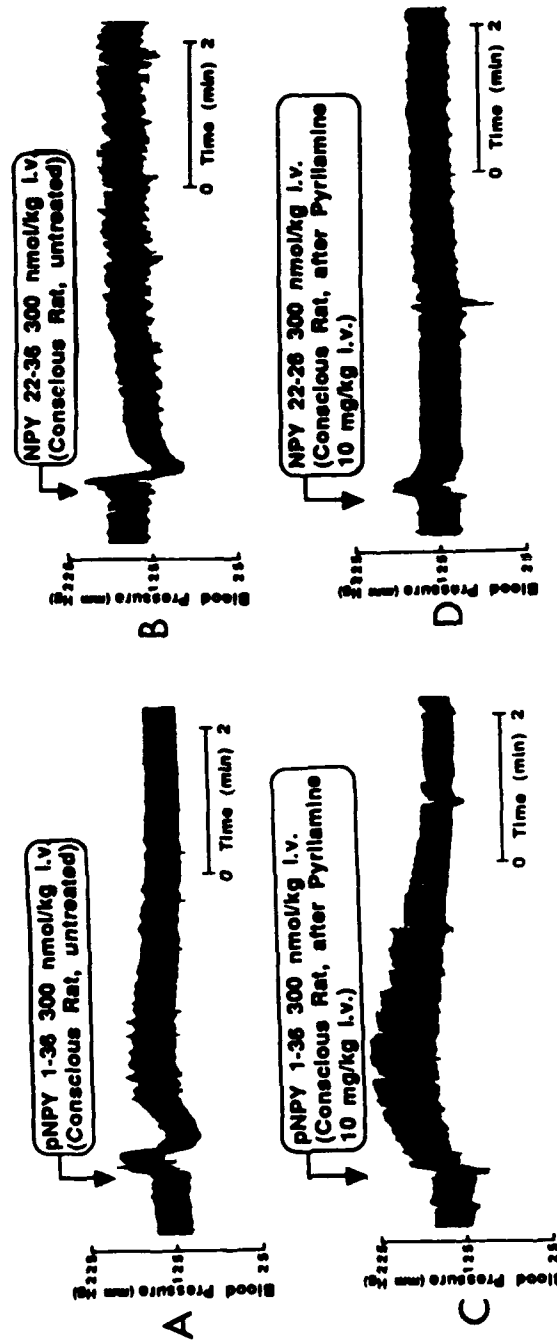 A
225
125
25
Blood Pressure (mm Hg)
pNPY 1-36 300 nmol/kg i.v.
(Conscious Rat, untreated)
0 Time (min) 2
B
225
125
25
Blood Pressure (mm Hg)
NPY 22-36 300 nmol/kg i.v.
(Conscious Rat, untreated)
0 Time (min) 2
C
225
125
25
Blood Pressure (mm Hg)
pNPY 1-36 300 nmol/kg i.v.
(Conscious Rat, after Pyrilamine
10 mg/kg i.v.)
0 Time (min) 2
D
225
125
25
Blood Pressure (mm Hg)
NPY 22-26 300 nmol/kg i.v.
(Conscious Rat, after Pyrilamine
10 mg/kg i.v.)
0 Time (min) 2